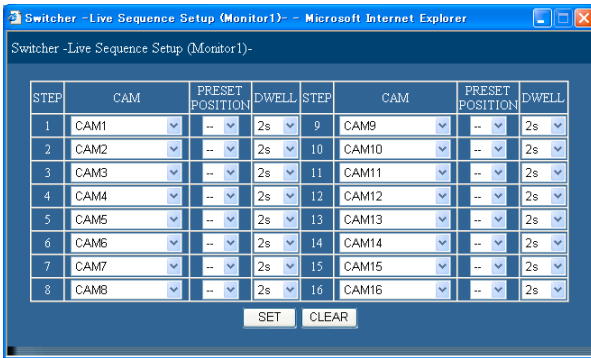 Switcher -Live Sequence Setup (Monitor1)- - Microsoft Internet Explorer
Switcher -Live Sequence Setup (Monitor1)-
STEP CAM PRESET POSITION DWELL STEP CAM PRESET POSITION DWELL
1 CAM1 -- 2s 9 CAM9 -- 2s
2 CAM2 -- 2s 10 CAM10 -- 2s
3 CAM3 -- 2s 11 CAM11 -- 2s
4 CAM4 -- 2s 12 CAM12 -- 2s
5 CAM5 -- 2s 13 CAM13 -- 2s
6 CAM6 -- 2s 14 CAM14 -- 2s
7 CAM7 -- 2s 15 CAM15 -- 2s
8 CAM8 -- 2s 16 CAM16 -- 2s
SET CLEAR